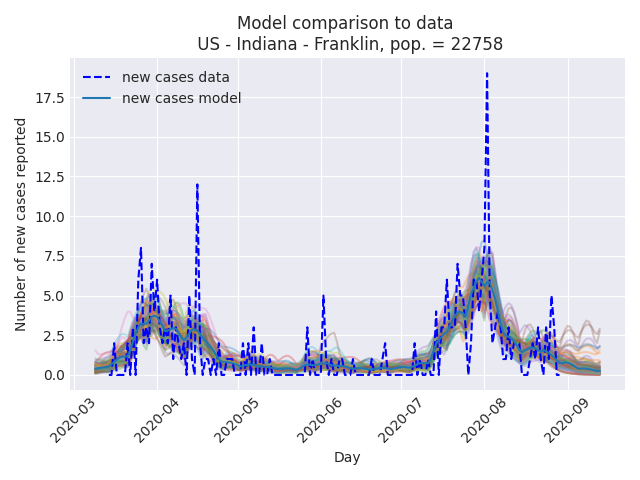 Model comparison to data
US - Indiana - Franklin, pop. = 22758
new cases data
new cases model
Number of new cases reported
17.5
15.0
12.5
10.0
7.5
5.0
2.5
0.0
2020-03
2020-04
2020-05
2020-06
2020-07
2020-08
2020-09
Day